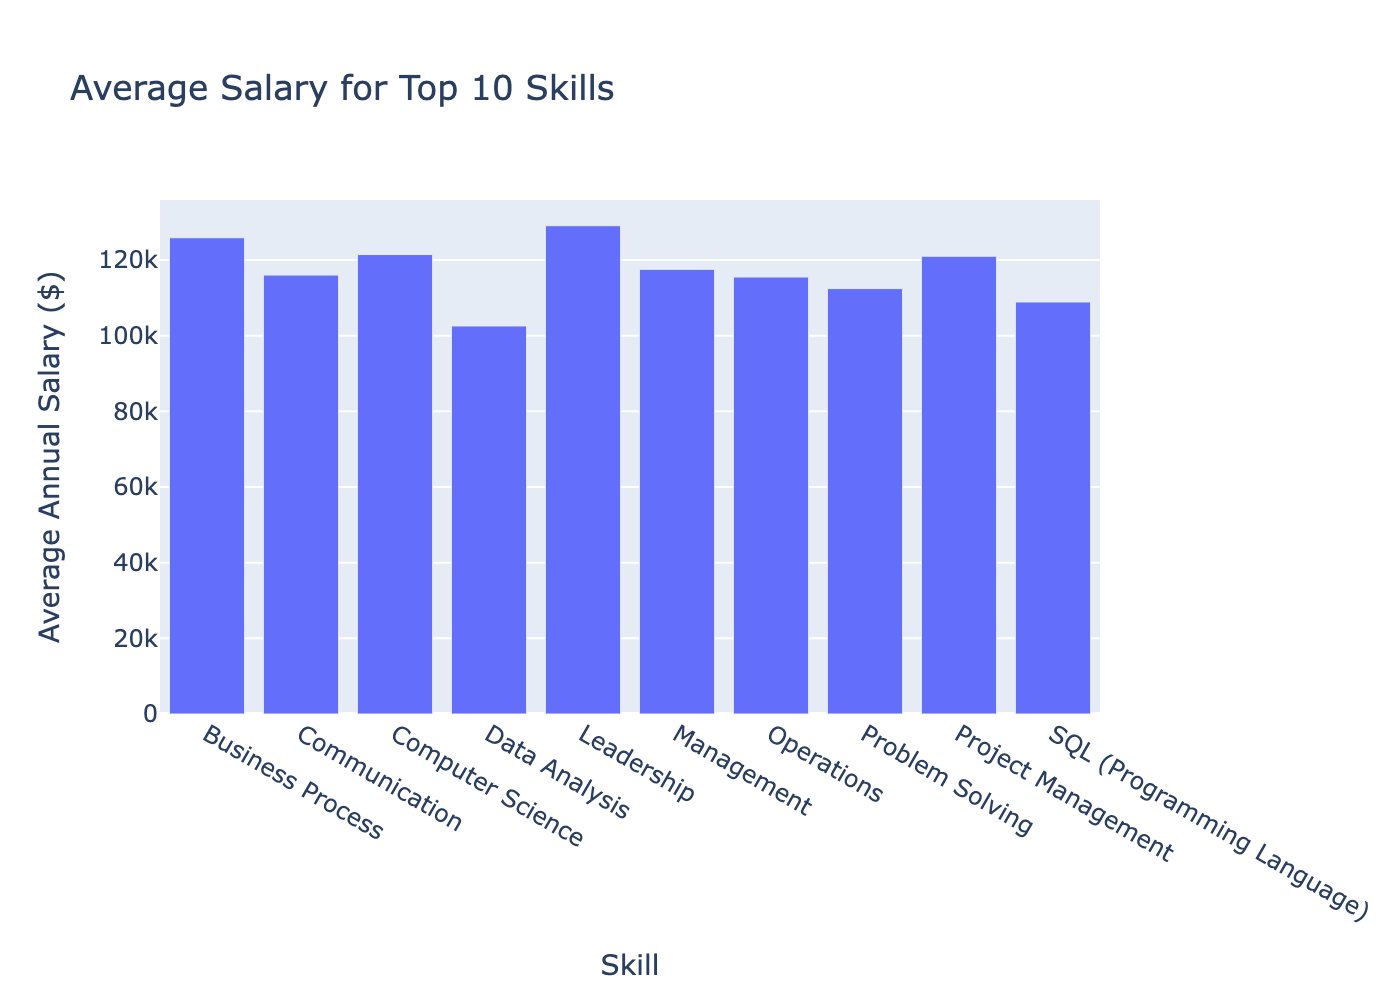 Average Salary for Top 10 Skills
Average Annual Salary ($)
120k
100k
80k
60k
40k
20k
0
Business Process
Communication
Computer Science
Data Analysis
Leadership
Management
Operations
Problem Solving
Project Management
SQL (Programming Language)
Skill